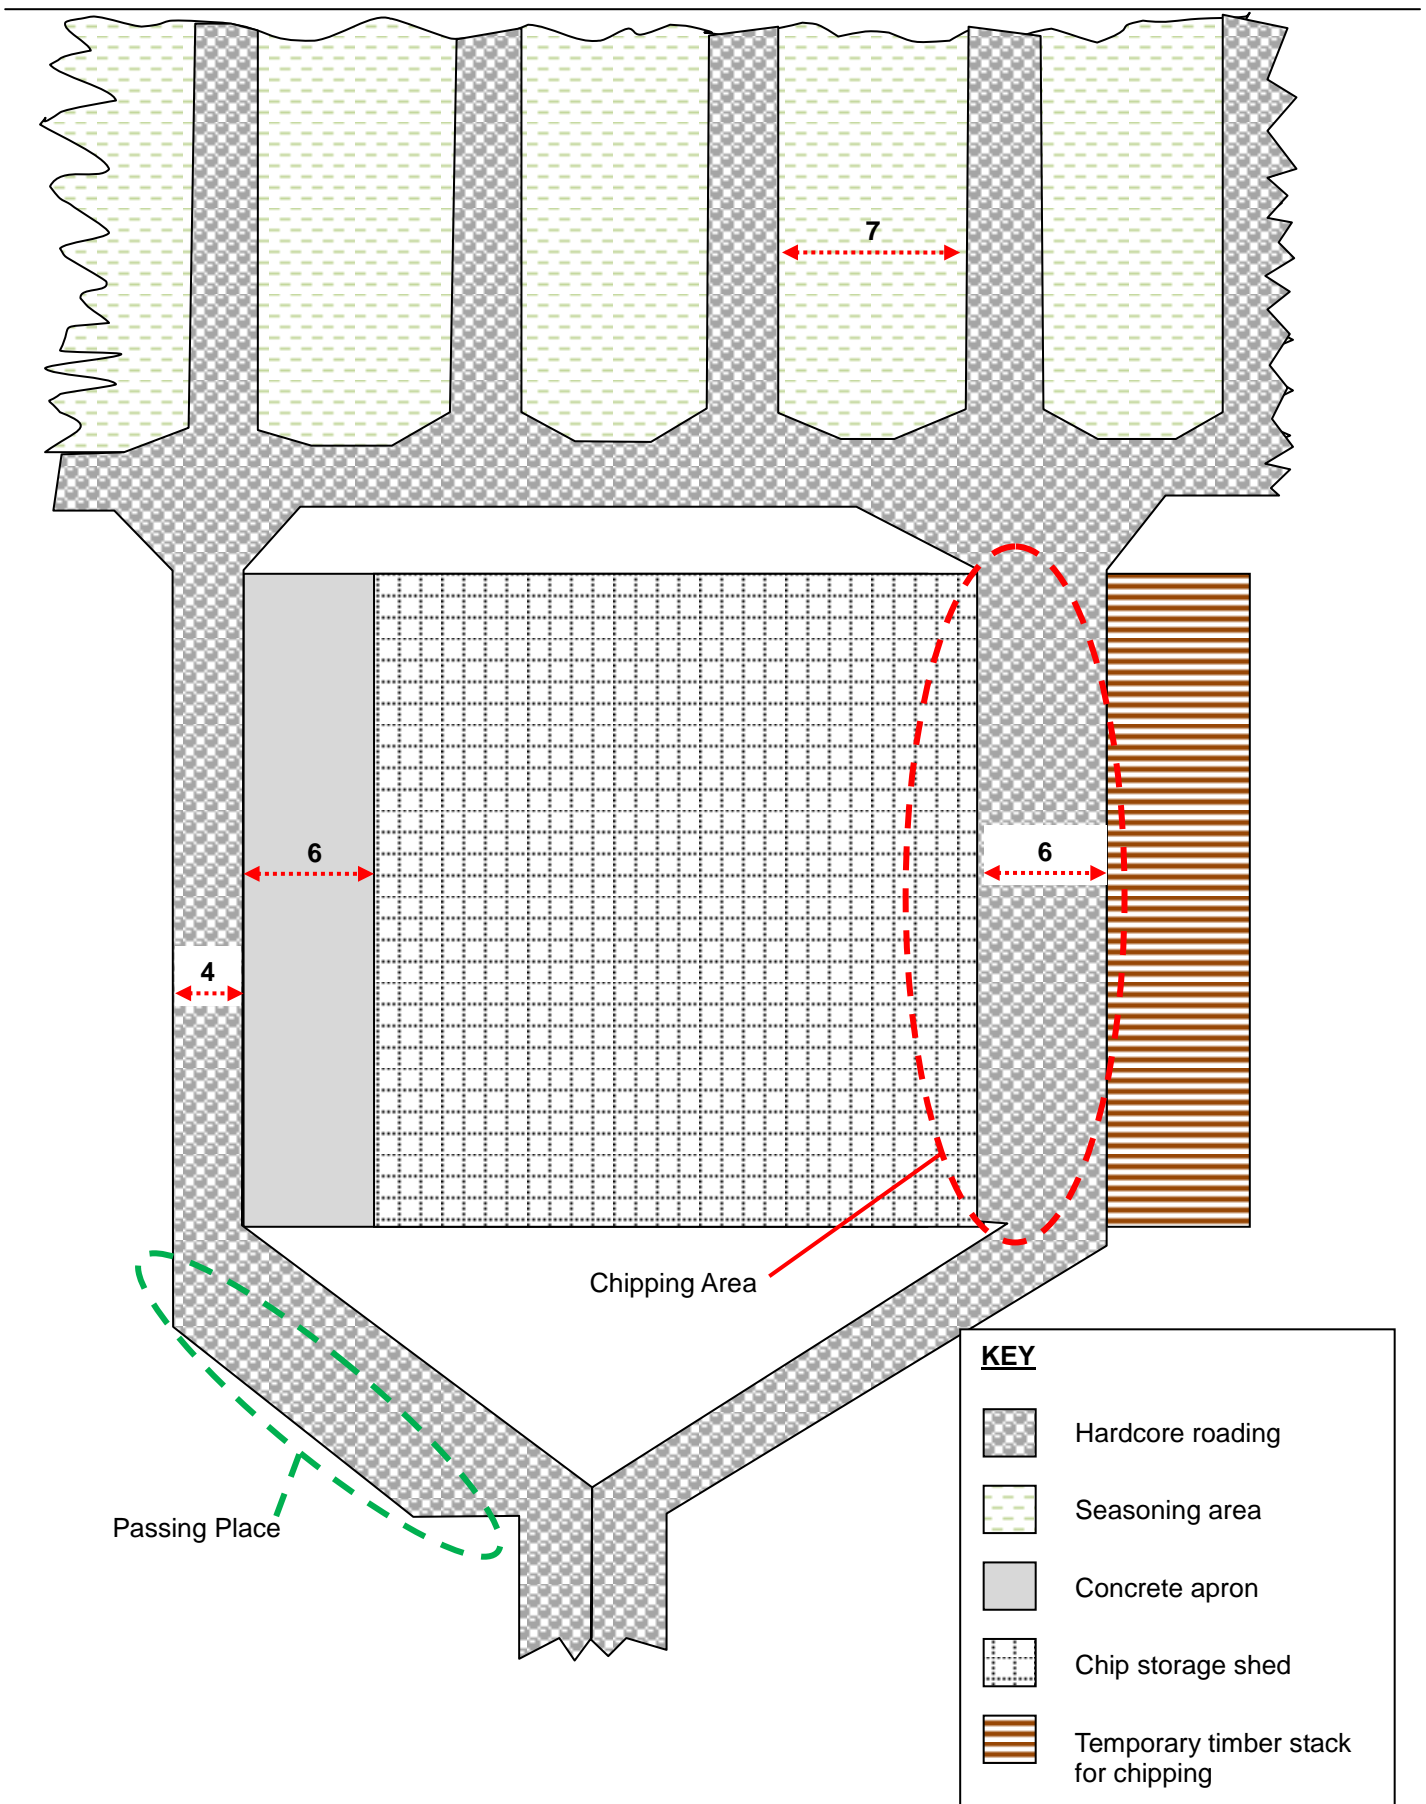 7
6
6
4
Chipping Area
Passing Place
KEY
Hardcore roading
Seasoning area
Concrete apron
Chip storage shed
Temporary timber stack
for chipping